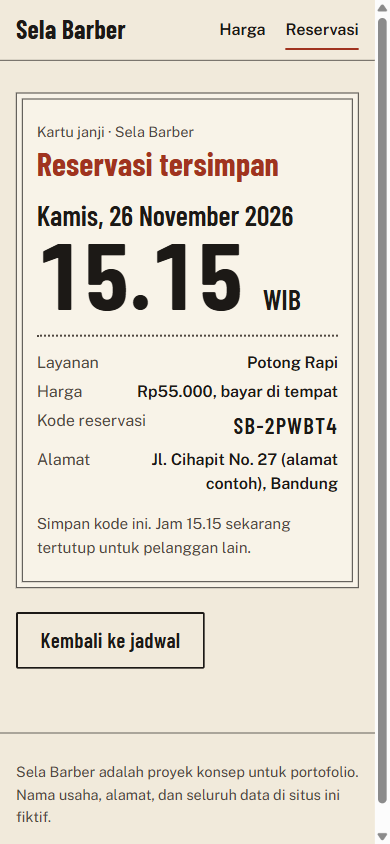 Sela Barber
Harga Reservasi
Kartu janji · Sela Barber
Reservasi tersimpan
Kamis, 26 November 2026
15.15 WIB
Layanan Potong Rapi
Harga Rp55.000, bayar di tempat
Kode reservasi SB-2PWBT4
Alamat Jl. Cihapit No. 27 (alamat
contoh), Bandung
Simpan kode ini. Jam 15.15 sekarang
tertutup untuk pelanggan lain.
Kembali ke jadwal
Sela Barber adalah proyek konsep untuk portofolio.
Nama usaha, alamat, dan seluruh data di situs ini
fiktif.